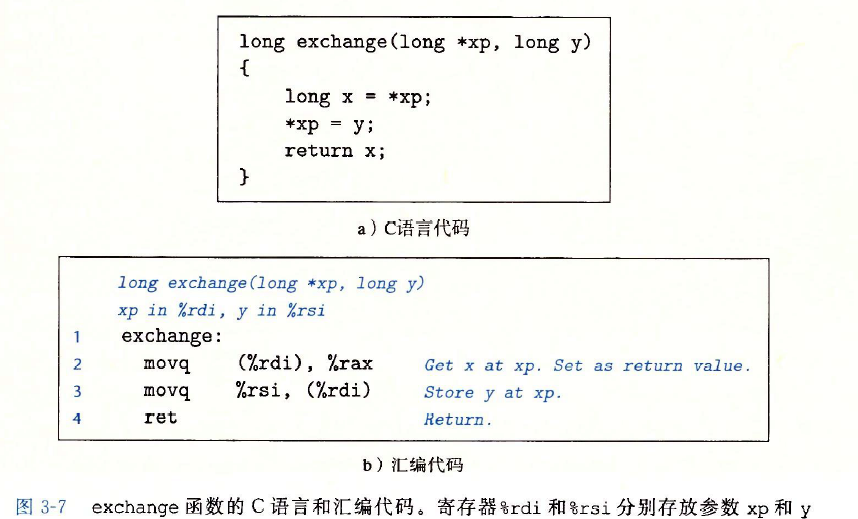 long exchange(long *xp, long y)
{
    long x = *xp;
    *xp = y;
    return x;
}
a）C语言代码
long exchange(long *xp, long y)
xp in %rdi, y in %rsi
1 exchange:
2 movq (%rdi), %rax Get x at xp. Set as return value.
3 movq %rsi, (%rdi) Store y at xp.
4 ret Return.
b）汇编代码
图 3-7 exchange 函数的 C 语言和汇编代码。寄存器%rdi 和%rsi 分别存放参数 xp 和 y